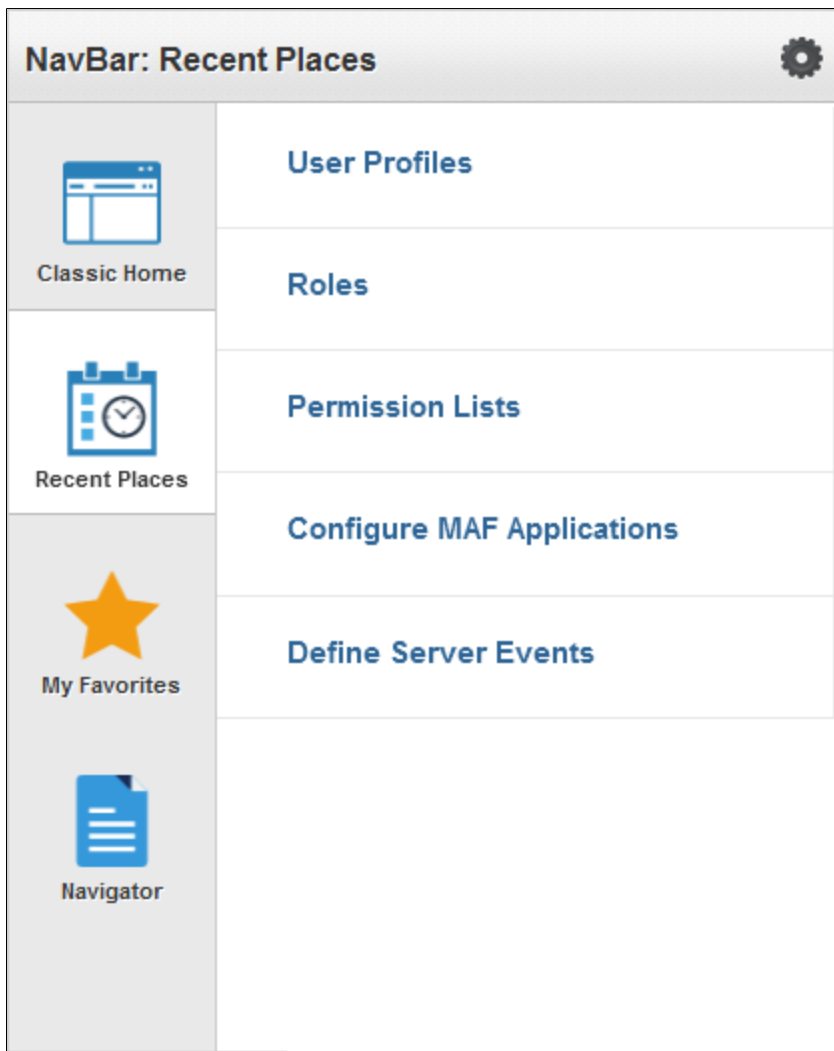 NavBar: Recent Places
Classic Home
Recent Places
My Favorites
Navigator
User Profiles
Roles
Permission Lists
Configure MAF Applications
Define Server Events